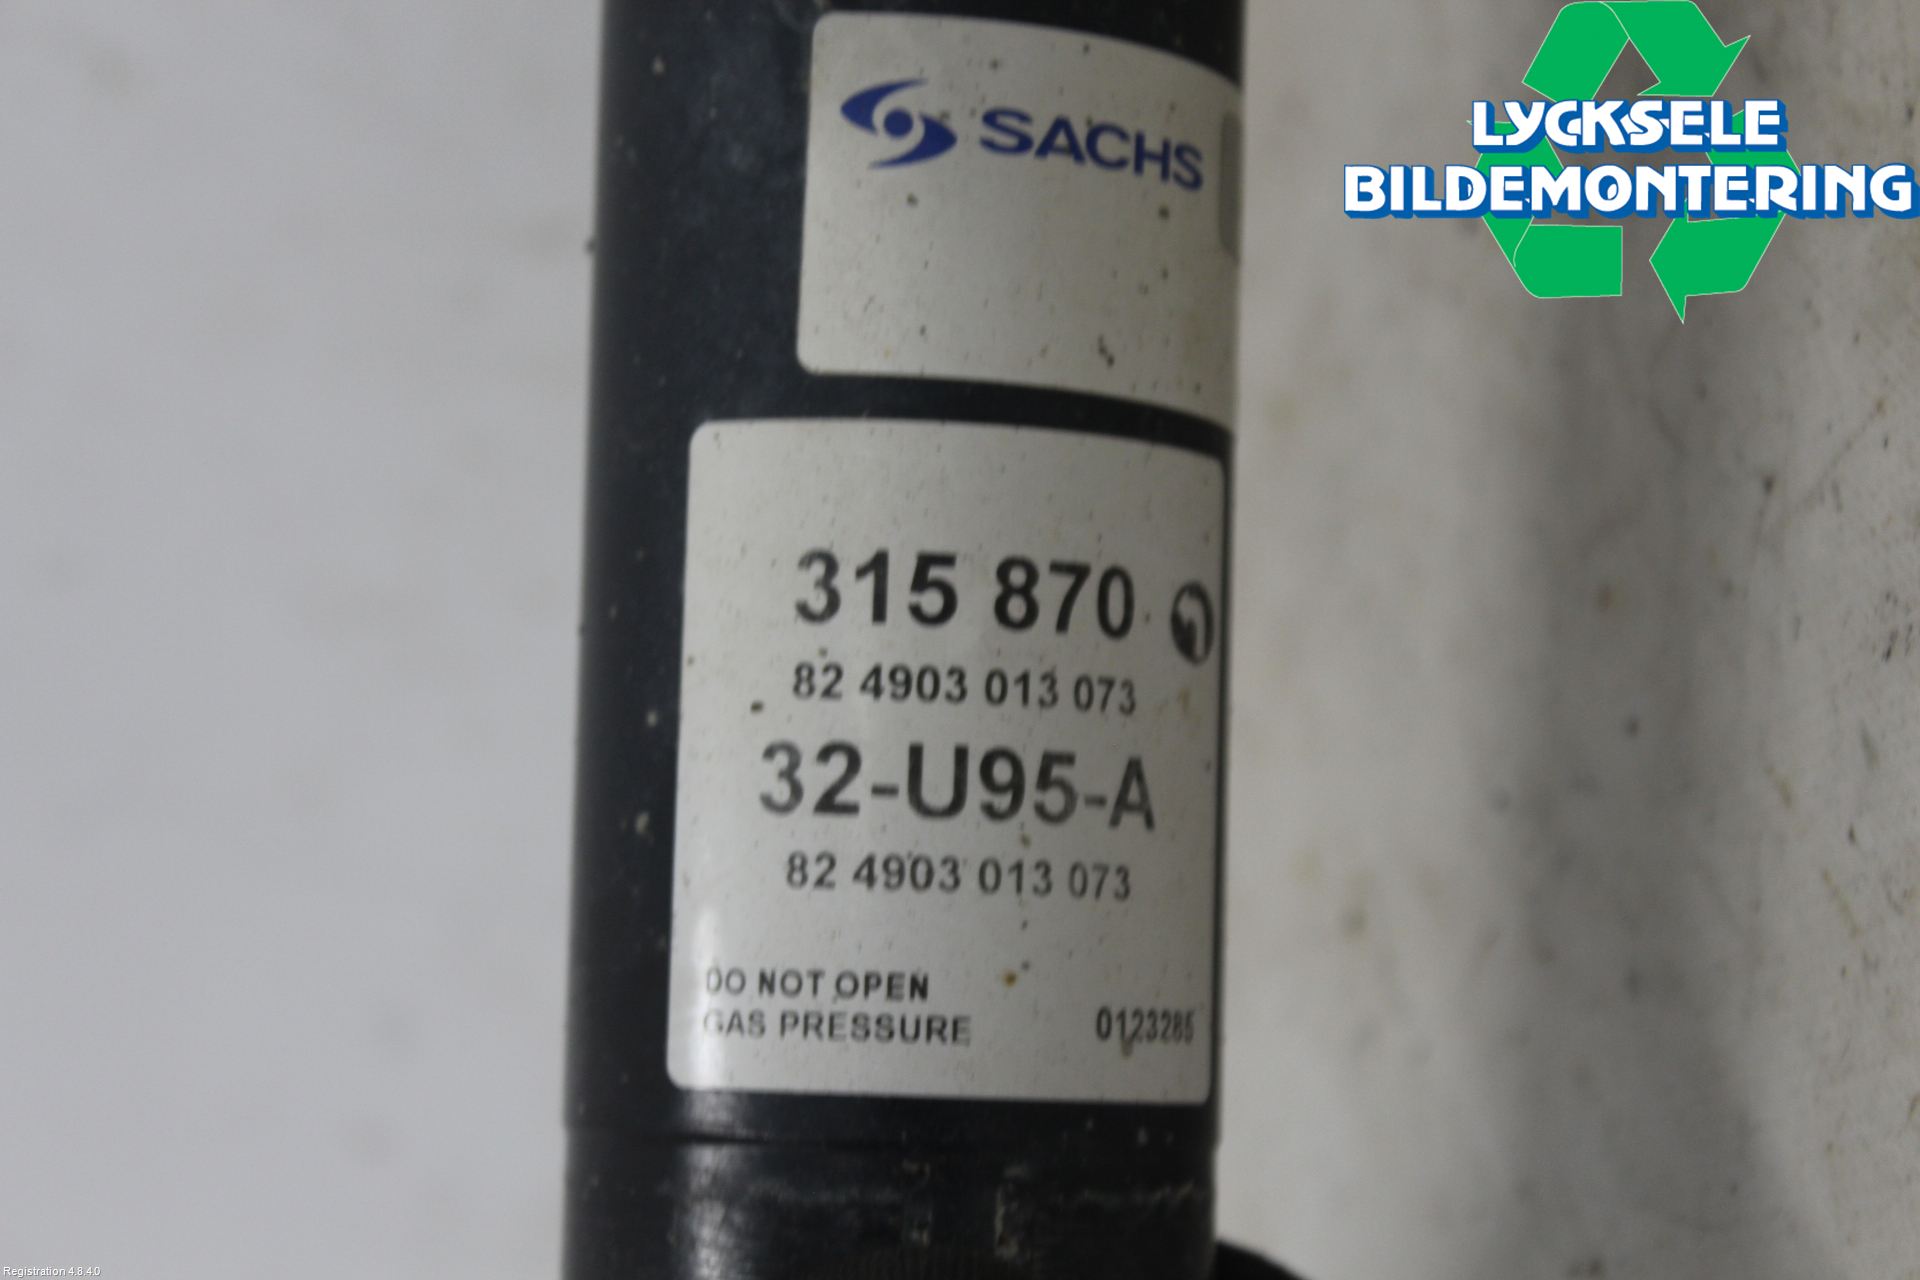 SACHS
LYCKSELE
BILDEMONTERING
315 870
82 4903 013 073
32-U95-A
82 4903 013 073
DO NOT OPEN
GAS PRESSURE 0123285
Registration 4.8.4.0